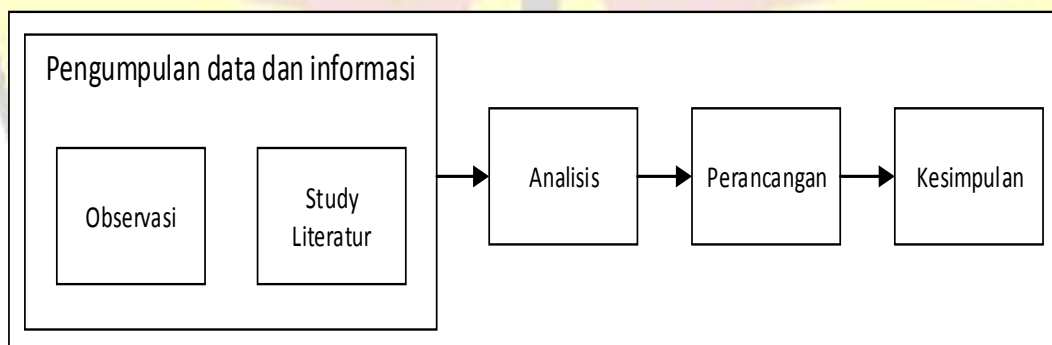 Pengumpulan data dan informasi
Observasi
Study
Literatur
Analisis
Perancangan
Kesimpulan